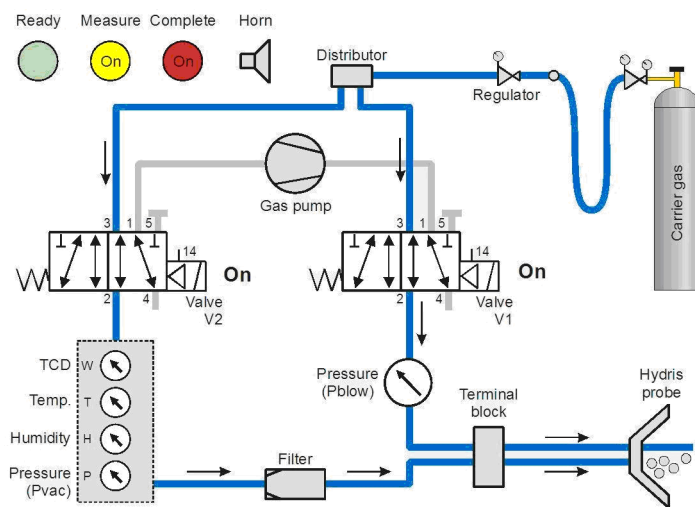 Ready
Measure
Complete
Horn
On
On
Distributor
Regulator
Carrier gas
Gas pump
3
1
5
14
2
4
Valve
V2
On
3
1
5
14
2
4
Valve
V1
On
TCD
W
Temp.
T
Humidity
H
Pressure
(Pvac)
P
Pressure
(Pblow)
Filter
Terminal
block
Hydris
probe